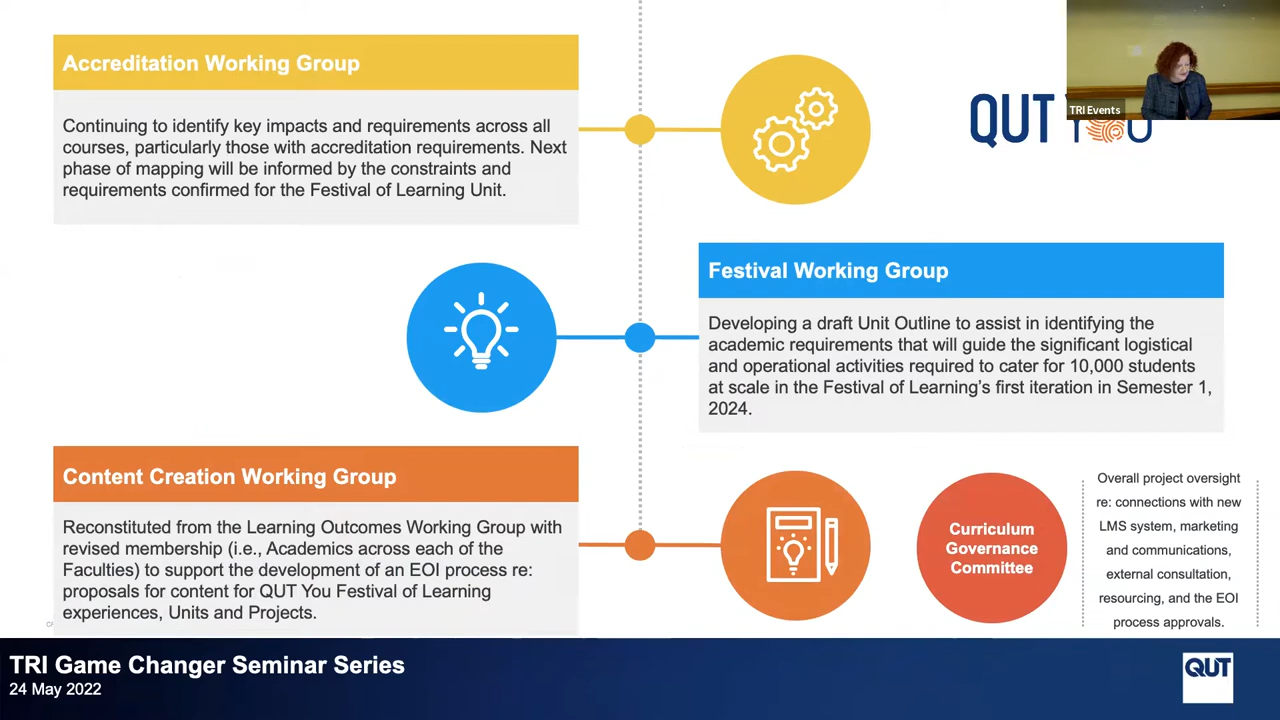 Accreditation Working Group
Continuing to identify key impacts and requirements across all
courses, particularly those with accreditation requirements. Next
phase of mapping will be informed by the constraints and
requirements confirmed for the Festival of Learning Unit.
TRI Events
QUT YOU
Festival Working Group
Developing a draft Unit Outline to assist in identifying the
academic requirements that will guide the significant logistical
and operational activities required to cater for 10,000 students
at scale in the Festival of Learning's first iteration in Semester 1,
2024.
Content Creation Working Group
Reconstituted from the Learning Outcomes Working Group with
revised membership (i.e., Academics across each of the
Faculties) to support the development of an EOI process re:
proposals for content for QUT You Festival of Learning
experiences, Units and Projects.
Curriculum
Governance
Committee
Overall project oversight
re: connections with new
LMS system, marketing
and communications,
external consultation,
resourcing, and the EOI
process approvals.
TRI Game Changer Seminar Series
24 May 2022
QUT